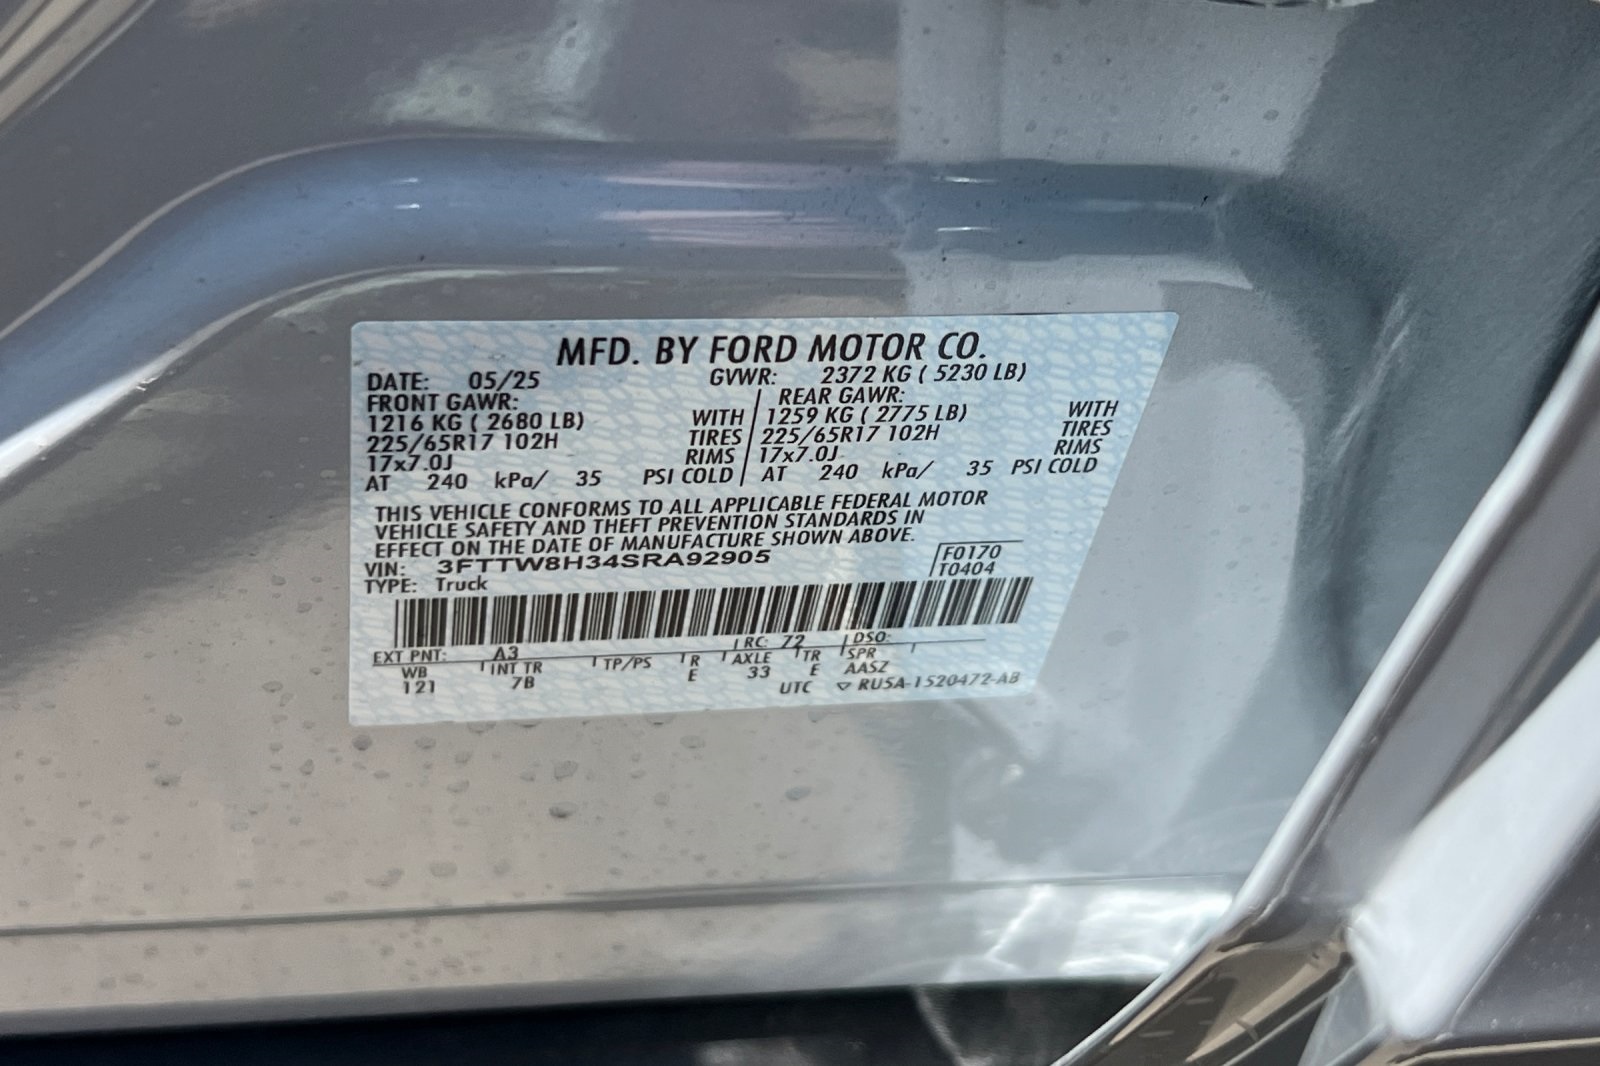 MFD. BY FORD MOTOR CO.
DATE: 05/25 GVWR: 2372 KG ( 5230 LB)
FRONT GAWR: REAR GAWR:
1216 KG ( 2680 LB) WITH 1259 KG ( 2775 LB) WITH
225/65R17 102H TIRES 225/65R17 102H TIRES
17x7.0J RIMS 17x7.0J RIMS
AT 240 kPa/ 35 PSI COLD AT 240 kPa/ 35 PSI COLD
THIS VEHICLE CONFORMS TO ALL APPLICABLE FEDERAL MOTOR
VEHICLE SAFETY AND THEFT PREVENTION STANDARDS IN
EFFECT ON THE DATE OF MANUFACTURE SHOWN ABOVE.
VIN: 3FTTW8H34SRA92905 F0170
TYPE: Truck T0404
EXT PNT: A3 RC: 72 DSO:
WB INT TR TP/PS R AXLE TR SPR
121 7B E 33 E AASZ
UTC ▽ RU5A-1520472-AB